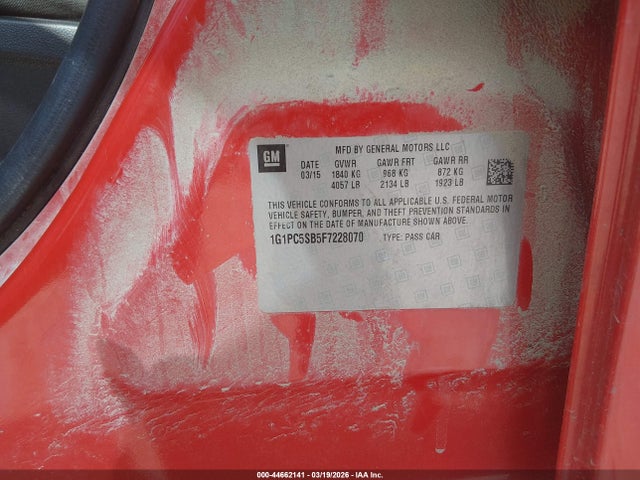 GM
MFD BY GENERAL MOTORS LLC
DATE GVWR GAWR FRT GAWR RR
03/15 1840 KG 968 KG 872 KG
4057 LB 2134 LB 1923 LB
THIS VEHICLE CONFORMS TO ALL APPLICABLE U.S. FEDERAL MOTOR
VEHICLE SAFETY, BUMPER, AND THEFT PREVENTION STANDARDS IN
EFFECT ON THE DATE OF MANUFACTURE SHOWN ABOVE.
1G1PC5SB5F7228070 TYPE: PASS CAR
000-44662141 - 03/19/2026 - IAA Inc.